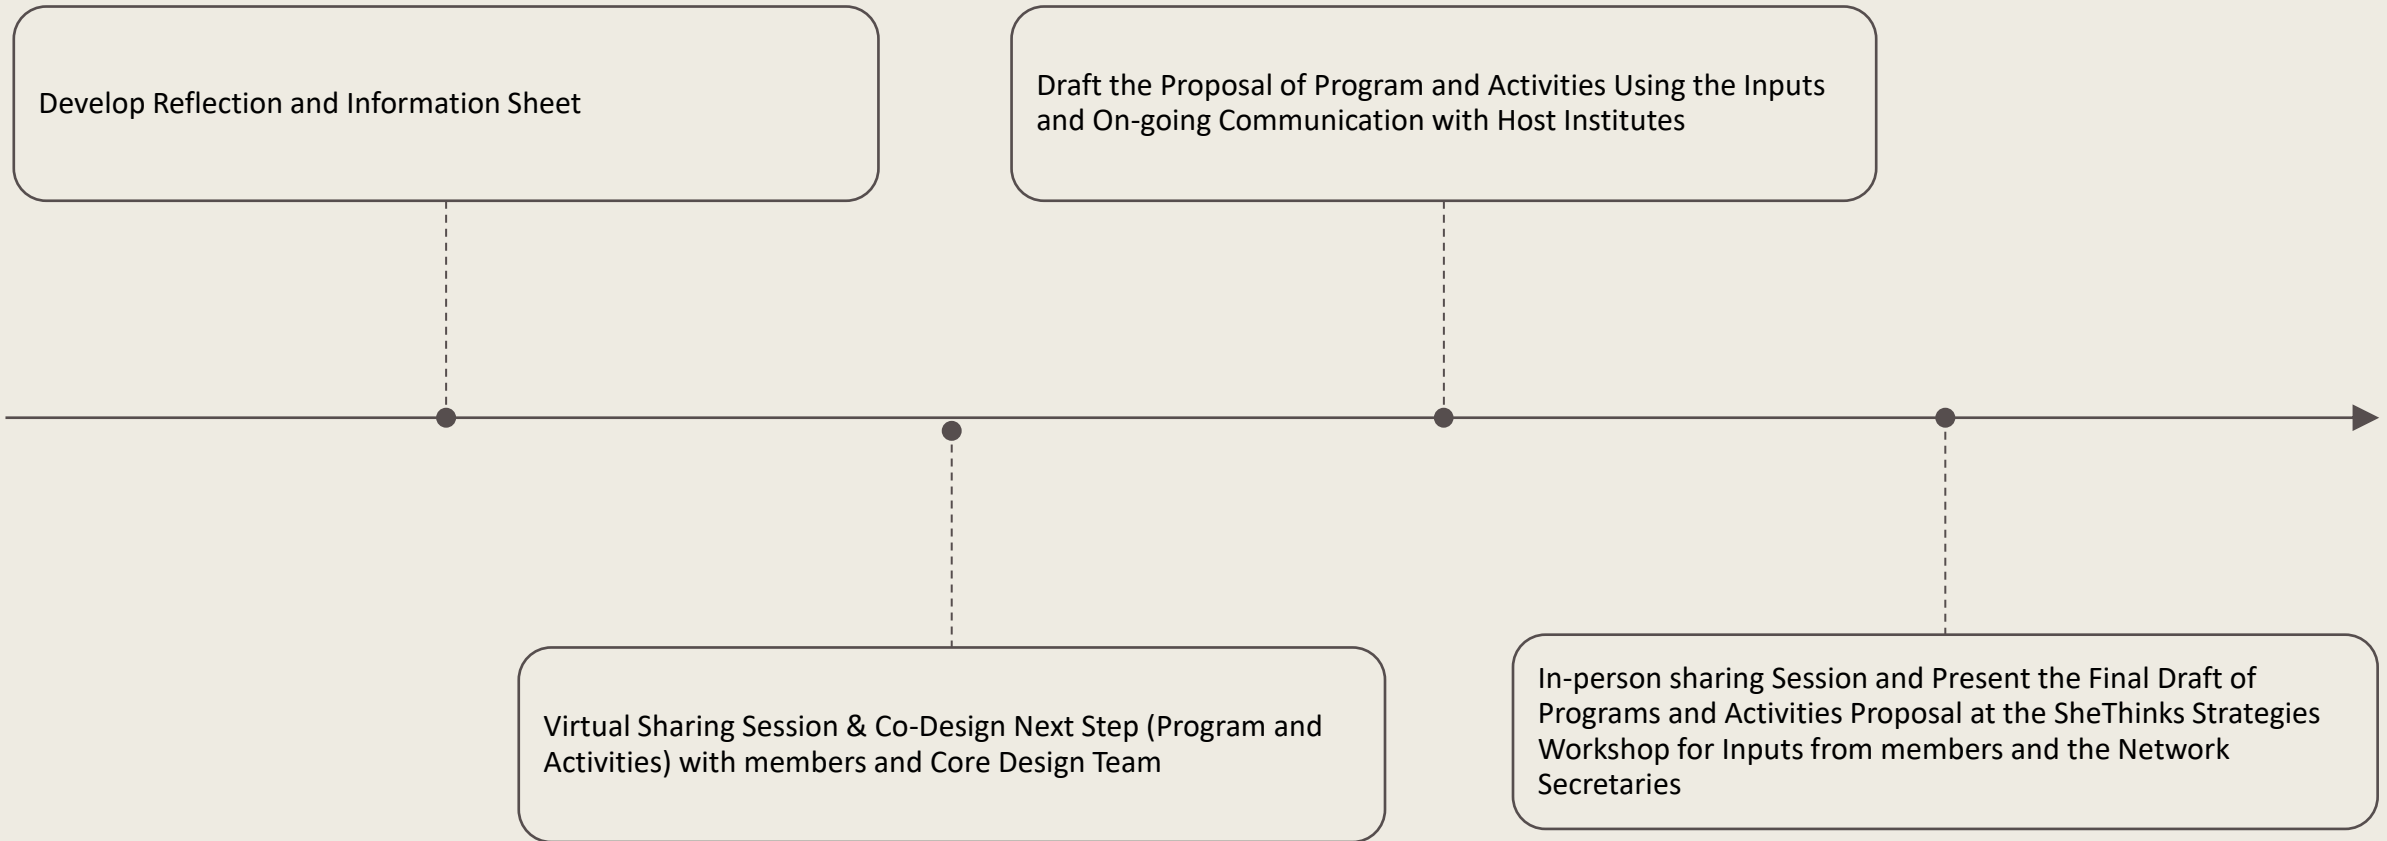 Develop Reflection and Information Sheet
Draft the Proposal of Program and Activities Using the Inputs
and On-going Communication with Host Institutes
Virtual Sharing Session & Co-Design Next Step (Program and
Activities) with members and Core Design Team
In-person sharing Session and Present the Final Draft of
Programs and Activities Proposal at the SheThinks Strategies
Workshop for Inputs from members and the Network
Secretaries